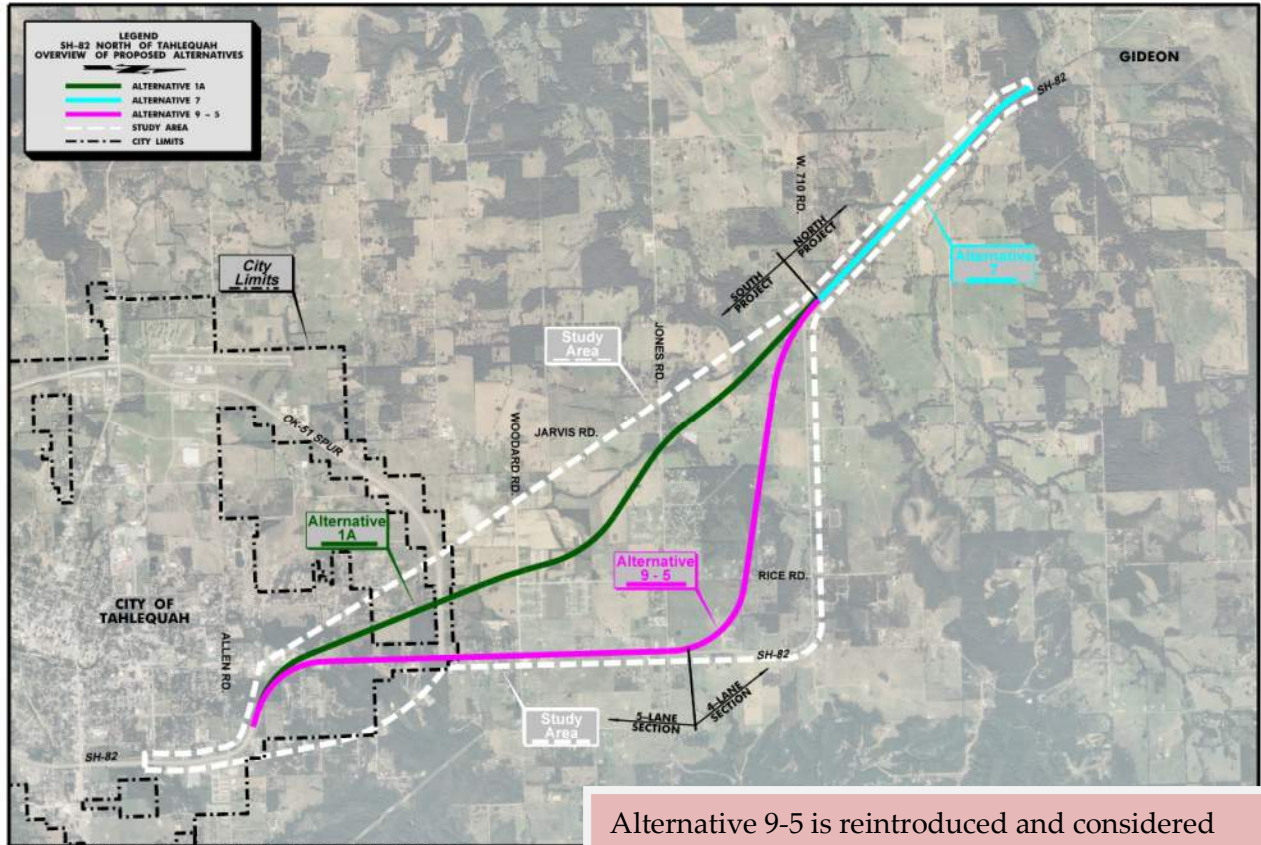 LEGEND
SH-82 NORTH OF TAHLEQUAH
OVERVIEW OF PROPOSED ALTERNATIVES
ALTERNATIVE 1A
ALTERNATIVE 7
ALTERNATIVE 9 - 5
STUDY AREA
CITY LIMITS
GIDEON
SH-82
W. 710 RD.
NORTH
PROJECT
SOUTH
PROJECT
Alternative
7
City
Limits
Study
Area
JONES RD.
OK-51 SPUR
WOODARD RD.
JARVIS RD.
Alternative
1A
Alternative
9 - 5
RICE RD.
CITY OF
TAHLEQUAH
ALLEN RD.
SH-82
4-LANE
SECTION
5-LANE
SECTION
Study
Area
SH-82
Alternative 9-5 is reintroduced and considered